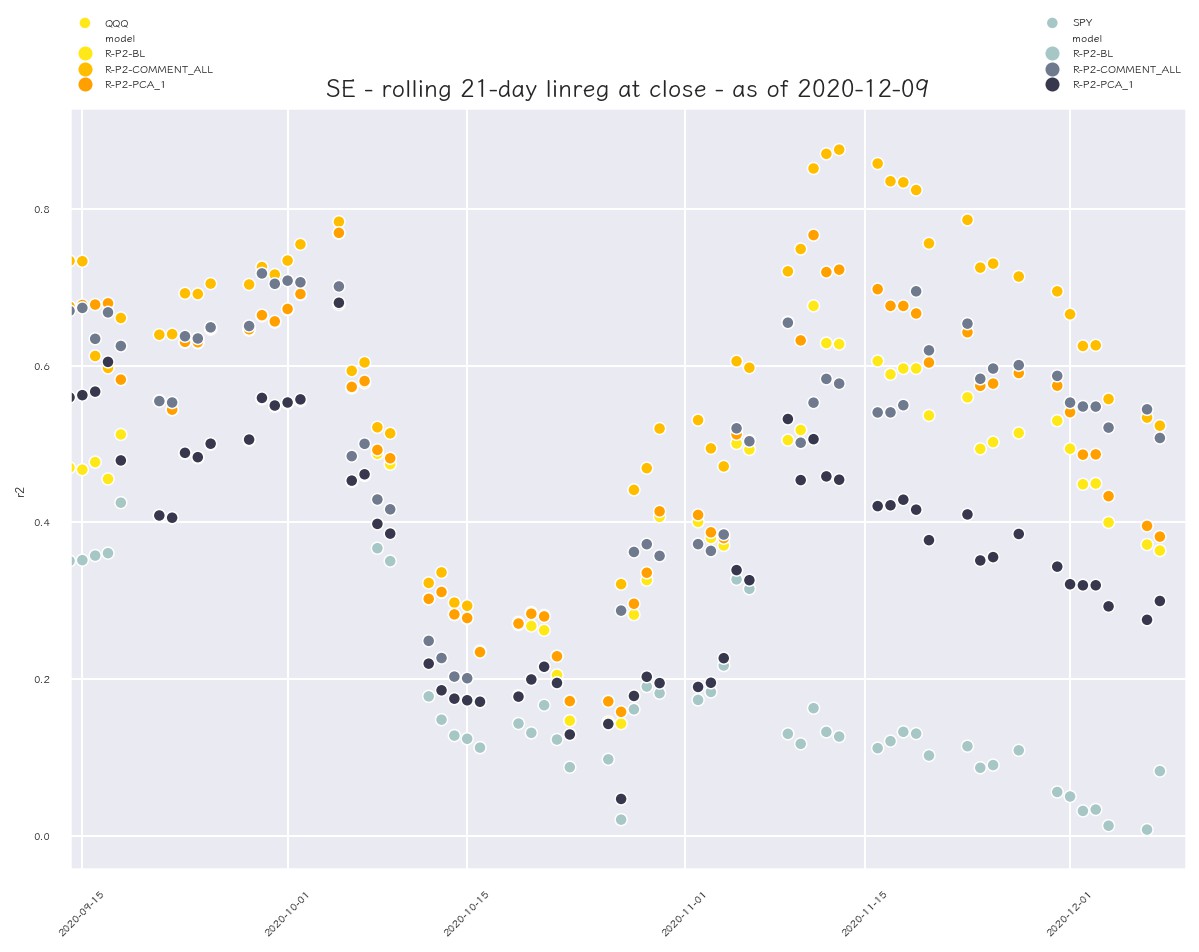 QQQ
model
R-P2-BL
R-P2-COMMENT_ALL
R-P2-PCA_1
SPY
model
R-P2-BL
R-P2-COMMENT_ALL
R-P2-PCA_1
SE - rolling 21-day linreg at close - as of 2020-12-09
r2
0.8
0.6
0.4
0.2
0.0
2020-09-15
2020-10-01
2020-10-15
2020-11-01
2020-11-15
2020-12-01